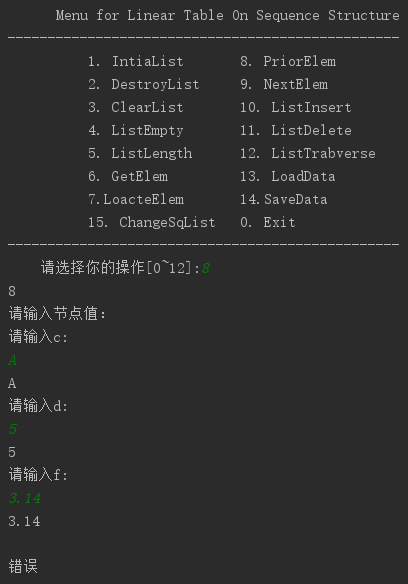 Menu for Linear Table On Sequence Structure
-------------------------------------------------
1. IntiaList 8. PriorElem
2. DestroyList 9. NextElem
3. ClearList 10. ListInsert
4. ListEmpty 11. ListDelete
5. ListLength 12. ListTrabverse
6. GetElem 13. LoadData
7.LoacteElem 14.SaveData
15. ChangeSqList 0. Exit
-------------------------------------------------
请选择你的操作[0~12]:8
8
请输入节点值:
请输入c:
A
A
请输入d:
5
5
请输入f:
3.14
3.14
错误